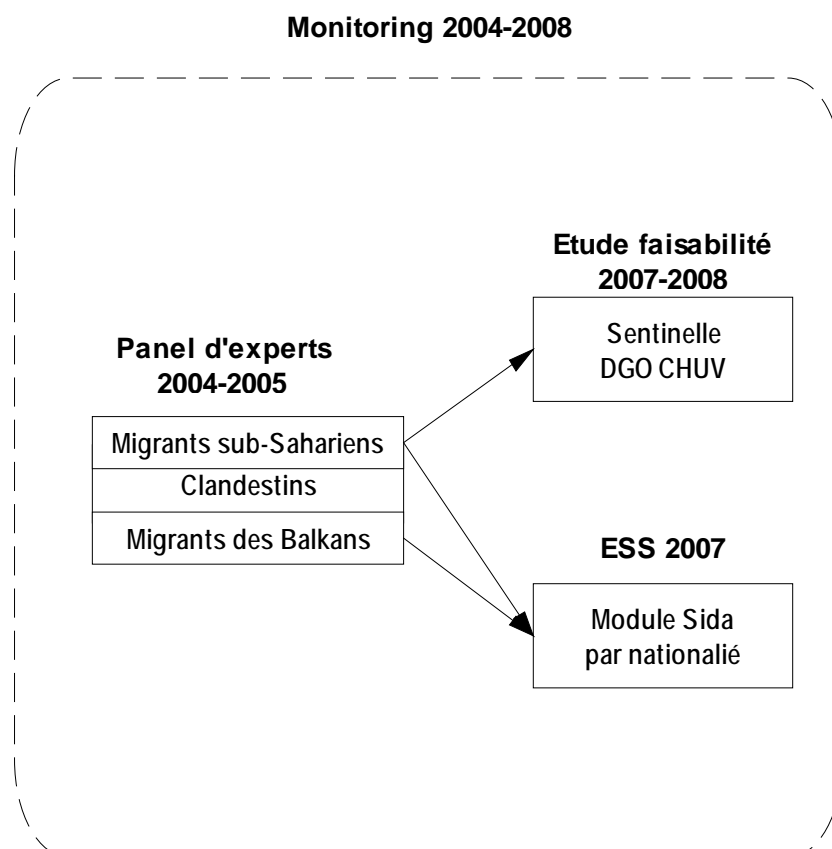 Monitoring 2004-2008
Etude faisabilité
2007-2008
Sentinelle
DGO CHUV
Panel d'experts
2004-2005
Migrants sub-Sahariens
Clandestins
Migrants des Balkans
ESS 2007
Module Sida
par nationalié